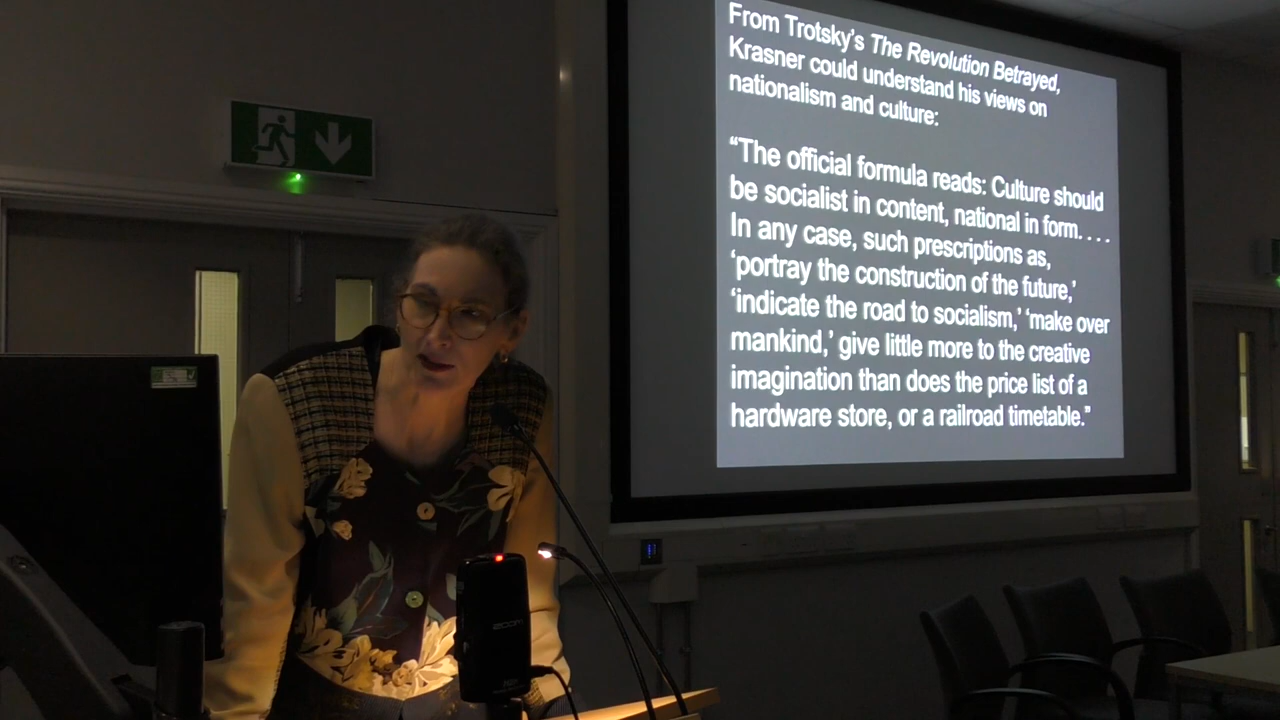 From Trotsky's The Revolution Betrayed,
Krasner could understand his views on
nationalism and culture:
“The official formula reads: Culture should
be socialist in content, national in form. . . .
In any case, such prescriptions as,
‘portray the construction of the future,’
‘indicate the road to socialism,’ ‘make over
mankind,’ give little more to the creative
imagination than does the price list of a
hardware store, or a railroad timetable.”
zoom